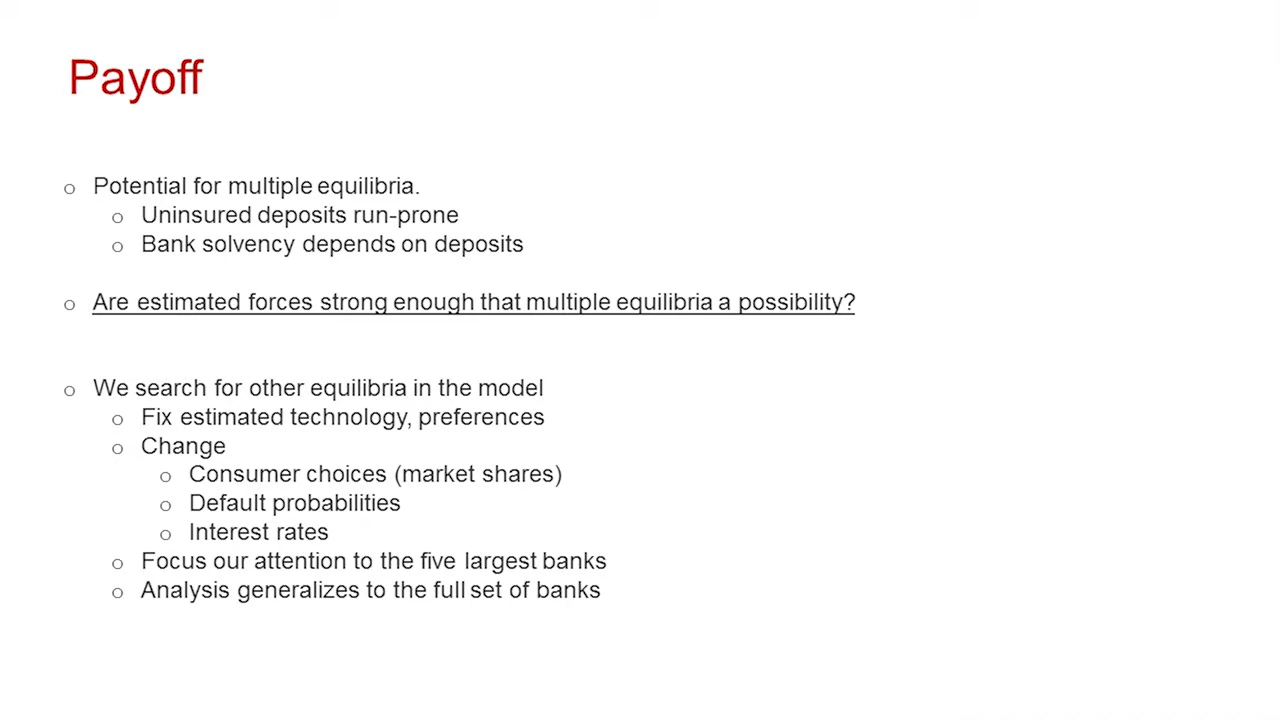 Payoff
o Potential for multiple equilibria.
o Uninsured deposits run-prone
o Bank solvency depends on deposits
o Are estimated forces strong enough that multiple equilibria a possibility?
o We search for other equilibria in the model
o Fix estimated technology, preferences
o Change
o Consumer choices (market shares)
o Default probabilities
o Interest rates
o Focus our attention to the five largest banks
o Analysis generalizes to the full set of banks